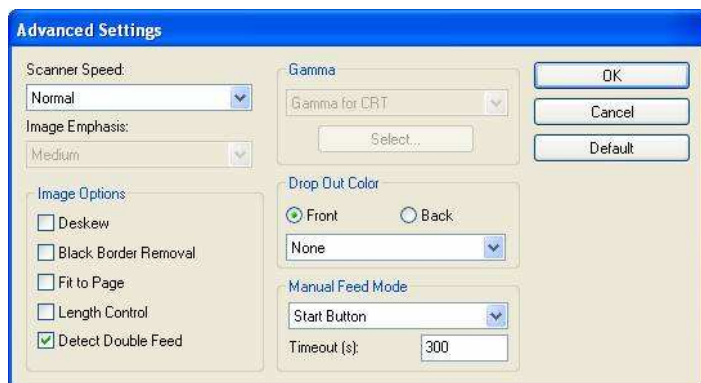 Advanced Settings
Scanner Speed:
Normal
Image Emphasis:
Medium
Image Options
Deskew
Black Border Removal
Fit to Page
Length Control
Detect Double Feed
Gamma
Gamma for CRT
Select...
Drop Out Color
Front
Back
None
Manual Feed Mode
Start Button
Timeout (s):
300
OK
Cancel
Default